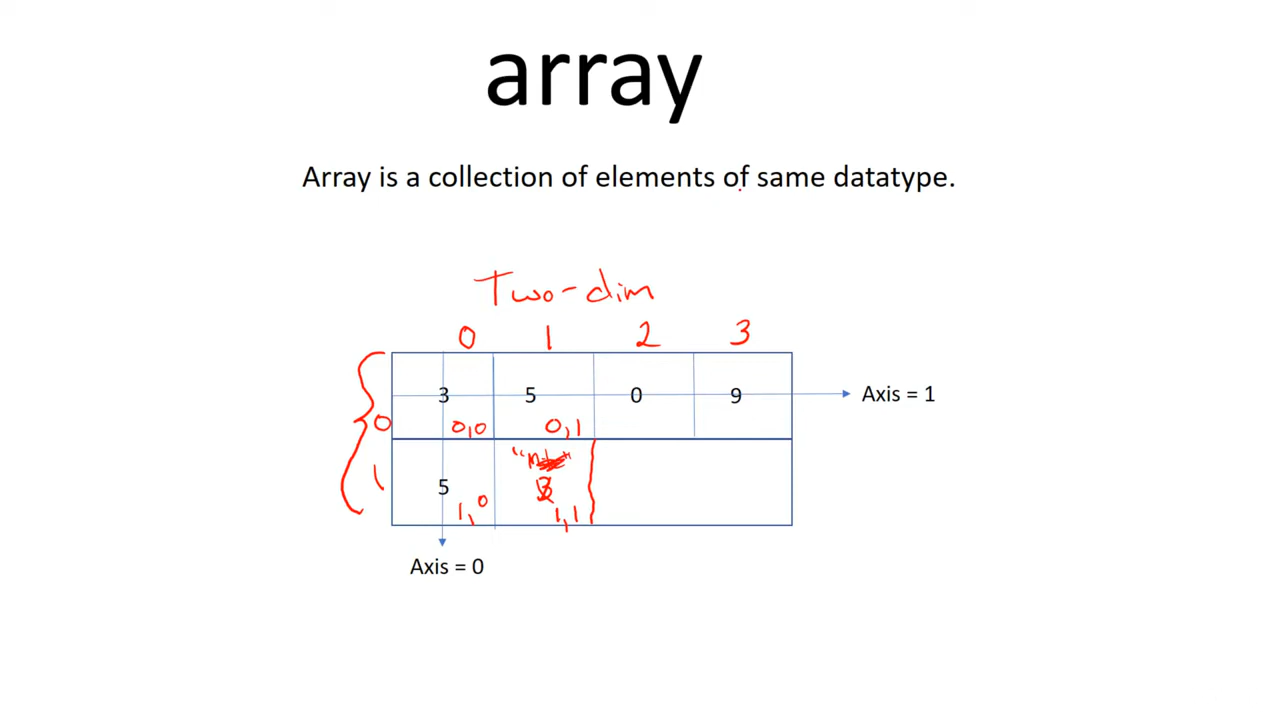 array
Array is a collection of elements of same datatype.
Two-dim
0 1 2 3
3 5 0 9 Axis = 1
0 0,0 0,1
1 5
1,0 1,1
Axis = 0